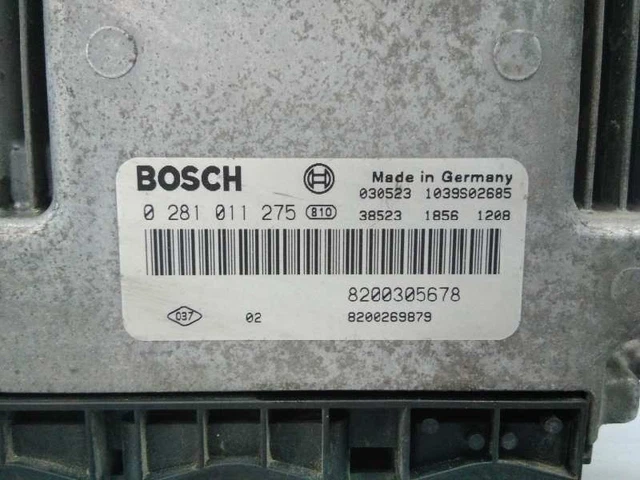 BOSCH
Made in Germany
030523 1039S02685
0 281 011 275 810 38523 1856 1208
8200305678
037 02 8200269879